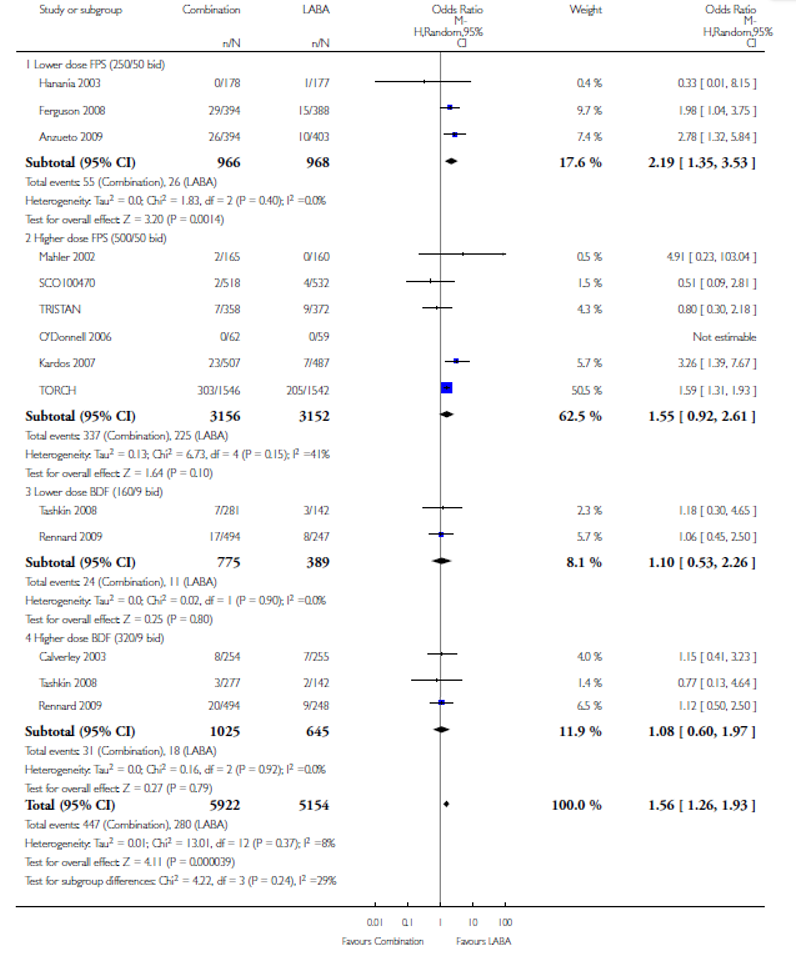 Study or subgroup Combination LABA Odds Ratio Weight Odds Ratio
M- M-
H,Random,95% H,Random,95%
n/N n/N CI CI
1 Lower dose FPS (250/50 bid)
Hanania 2003 0/178 1/177 0.4 % 0.33 [ 0.01, 8.15 ]
Ferguson 2008 29/394 15/388 9.7 % 1.98 [ 1.04, 3.75 ]
Anzueto 2009 26/394 10/403 7.4 % 2.78 [ 1.32, 5.84 ]
Subtotal (95% CI) 966 968 17.6 % 2.19 [ 1.35, 3.53 ]
Total events: 55 (Combination), 26 (LABA)
Heterogeneity: Tau² = 0.0; Chi² = 1.83, df = 2 (P = 0.40); I² =0.0%
Test for overall effect: Z = 3.20 (P = 0.0014)
2 Higher dose FPS (500/50 bid)
Mahler 2002 2/165 0/160 0.5 % 4.91 [ 0.23, 103.04 ]
SCO100470 2/518 4/532 1.5 % 0.51 [ 0.09, 2.81 ]
TRISTAN 7/358 9/372 4.3 % 0.80 [ 0.30, 2.18 ]
O'Donnell 2006 0/62 0/59 Not estimable
Kardos 2007 23/507 7/487 5.7 % 3.26 [ 1.39, 7.67 ]
TORCH 303/1546 205/1542 50.5 % 1.59 [ 1.31, 1.93 ]
Subtotal (95% CI) 3156 3152 62.5 % 1.55 [ 0.92, 2.61 ]
Total events: 337 (Combination), 225 (LABA)
Heterogeneity: Tau² = 0.13; Chi² = 6.73, df = 4 (P = 0.15); I² =41%
Test for overall effect: Z = 1.64 (P = 0.10)
3 Lower dose BDF (160/9 bid)
Tashkin 2008 7/281 3/142 2.3 % 1.18 [ 0.30, 4.65 ]
Rennard 2009 17/494 8/247 5.7 % 1.06 [ 0.45, 2.50 ]
Subtotal (95% CI) 775 389 8.1 % 1.10 [ 0.53, 2.26 ]
Total events: 24 (Combination), 11 (LABA)
Heterogeneity: Tau² = 0.0; Chi² = 0.02, df = 1 (P = 0.90); I² =0.0%
Test for overall effect: Z = 0.25 (P = 0.80)
4 Higher dose BDF (320/9 bid)
Calverley 2003 8/254 7/255 4.0 % 1.15 [ 0.41, 3.23 ]
Tashkin 2008 3/277 2/142 1.4 % 0.77 [ 0.13, 4.64 ]
Rennard 2009 20/494 9/248 6.5 % 1.12 [ 0.50, 2.50 ]
Subtotal (95% CI) 1025 645 11.9 % 1.08 [ 0.60, 1.97 ]
Total events: 31 (Combination), 18 (LABA)
Heterogeneity: Tau² = 0.0; Chi² = 0.16, df = 2 (P = 0.92); I² =0.0%
Test for overall effect: Z = 0.27 (P = 0.79)
Total (95% CI) 5922 5154 100.0 % 1.56 [ 1.26, 1.93 ]
Total events: 447 (Combination), 280 (LABA)
Heterogeneity: Tau² = 0.01; Chi² = 13.01, df = 12 (P = 0.37); I² =8%
Test for overall effect: Z = 4.11 (P = 0.000039)
Test for subgroup differences: Chi² = 4.22, df = 3 (P = 0.24), I² =29%
0.01 0.1 1 10 100
Favours Combination Favours LABA